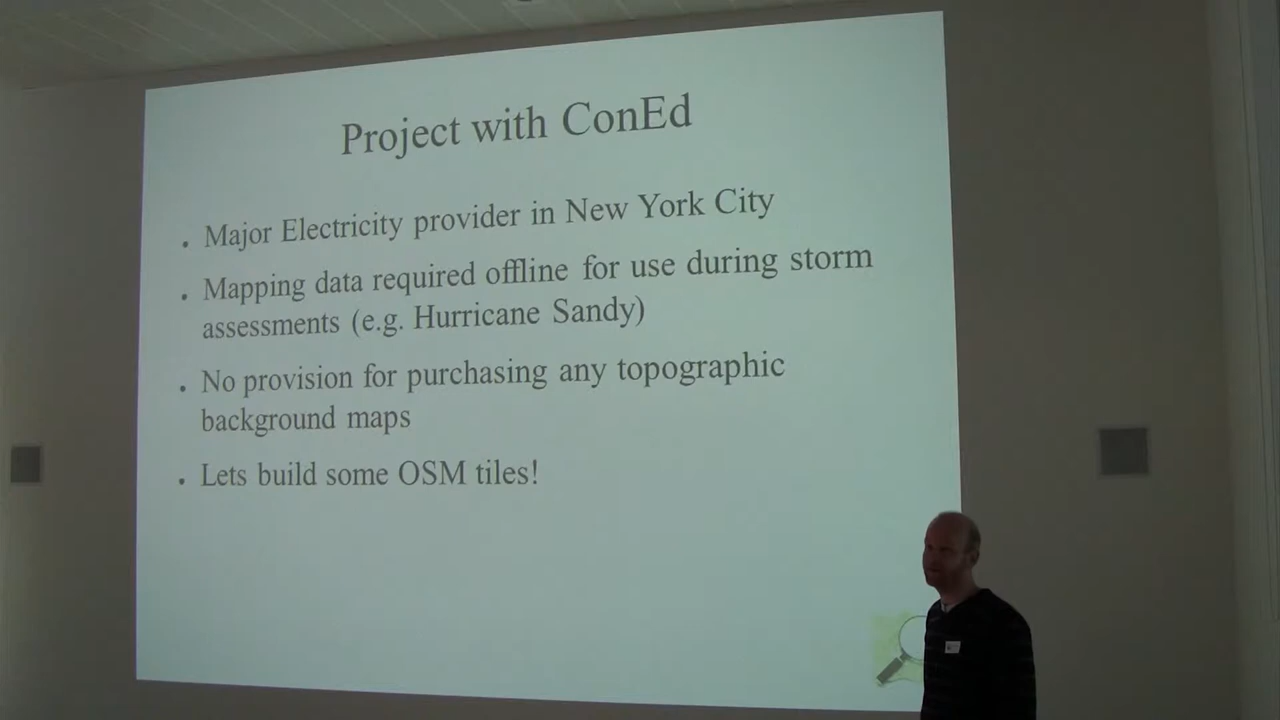 Project with ConEd
. Major Electricity provider in New York City
. Mapping data required offline for use during storm
assessments (e.g. Hurricane Sandy)
. No provision for purchasing any topographic
background maps
. Lets build some OSM tiles!